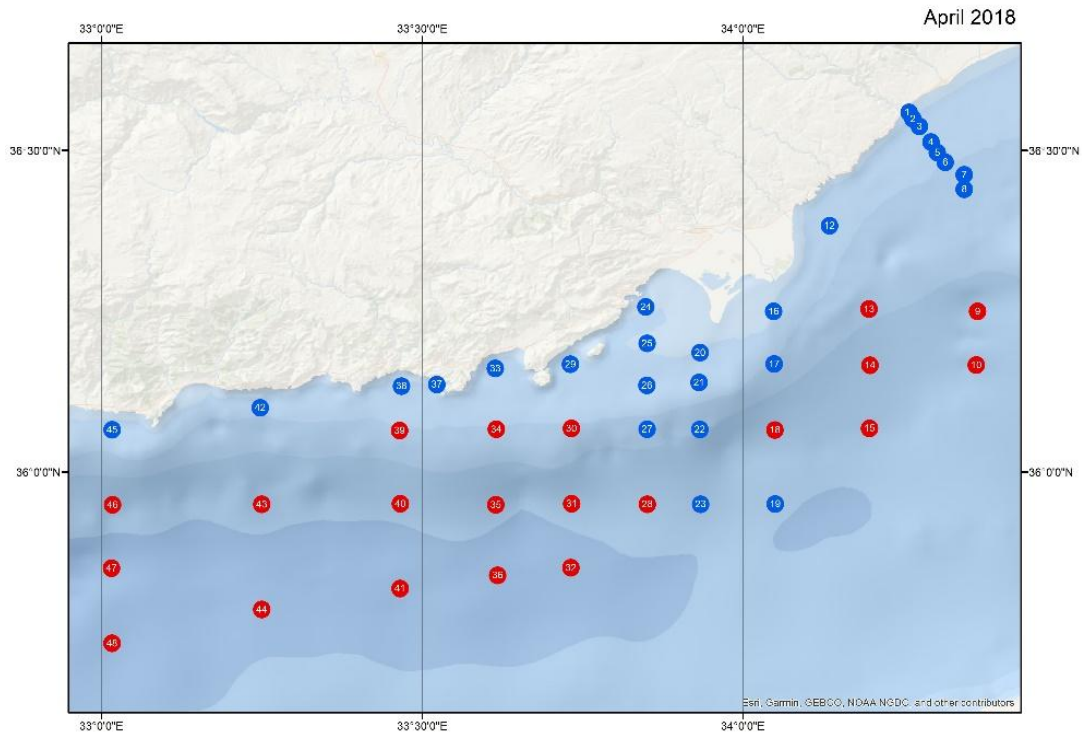 April 2018
33°0'0"E 33°30'0"E 34°0'0"E
1
2
3
36°30'0"N 4 36°30'0"N
5
6
7
8
12
24 16 13 9
25 20
33 29 17 14 10
38 37 26 21
42
45 39 34 30 27 22 18 15
36°0'0"N 36°0'0"N
46 43 40 35 31 28 23 19
47 36 32
41
44
48
Esri, Garmin, GEBCO, NOAA NGDC, and other contributors
33°0'0"E 33°30'0"E 34°0'0"E